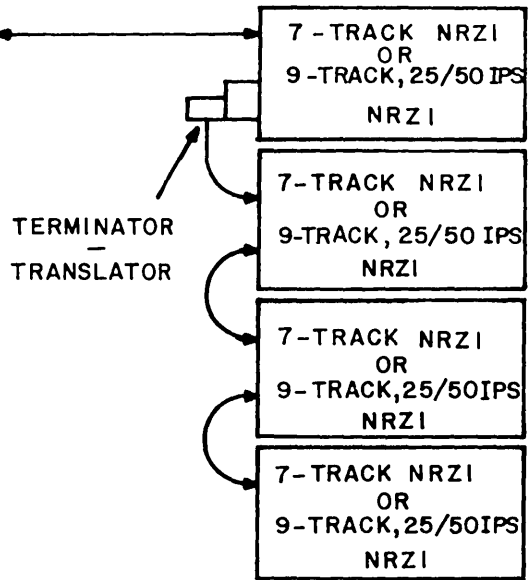 7-TRACK NRZI
OR
9-TRACK, 25/50 IPS
NRZI
TERMINATOR
-
TRANSLATOR
7-TRACK NRZI
OR
9-TRACK, 25/50 IPS
NRZI
7-TRACK NRZI
OR
9-TRACK, 25/50IPS
NRZI
7-TRACK NRZI
OR
9-TRACK, 25/50IPS
NRZI